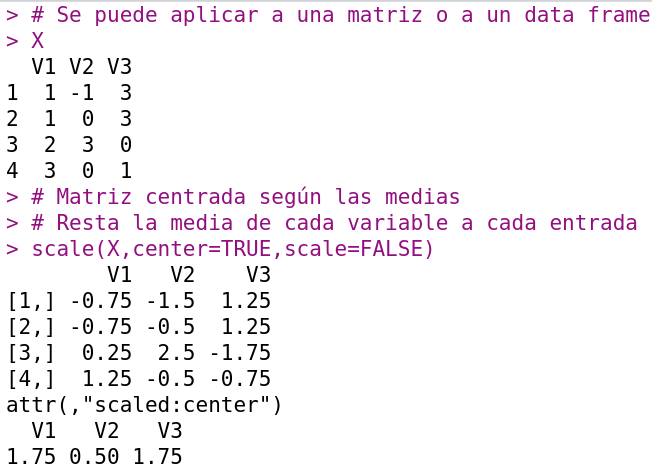 > # Se puede aplicar a una matriz o a un data frame
> X
  V1 V2 V3
1  1 -1  3
2  1  0  3
3  2  3  0
4  3  0  1
> # Matriz centrada según las medias
> # Resta la media de cada variable a cada entrada
> scale(X,center=TRUE,scale=FALSE)
        V1   V2    V3
[1,] -0.75 -1.5  1.25
[2,] -0.75 -0.5  1.25
[3,]  0.25  2.5 -1.75
[4,]  1.25 -0.5 -0.75
attr(,"scaled:center")
  V1   V2   V3
1.75 0.50 1.75